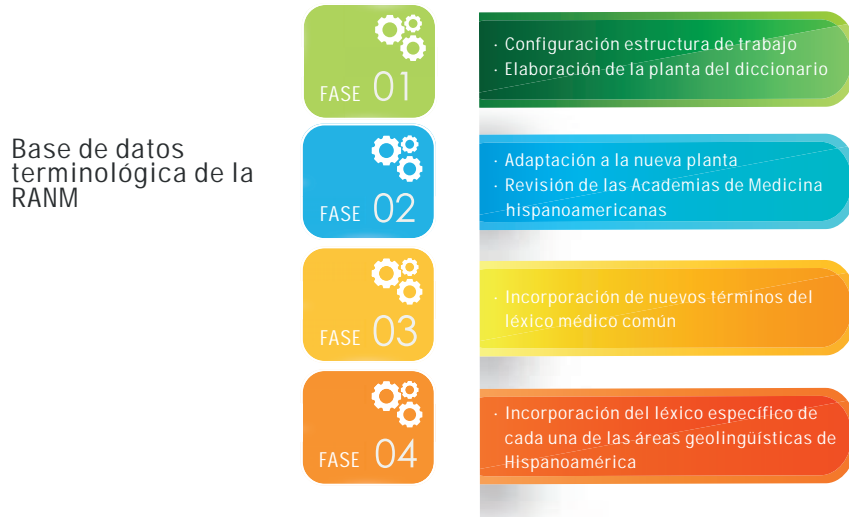 Base de datos
terminológica de la
RANM
FASE 01
· Configuración estructura de trabajo
· Elaboración de la planta del diccionario
FASE 02
· Adaptación a la nueva planta
· Revisión de las Academias de Medicina
hispanoamericanas
FASE 03
· Incorporación de nuevos términos del
léxico médico común
FASE 04
· Incorporación del léxico específico de
cada una de las áreas geolingüísticas de
Hispanoamérica